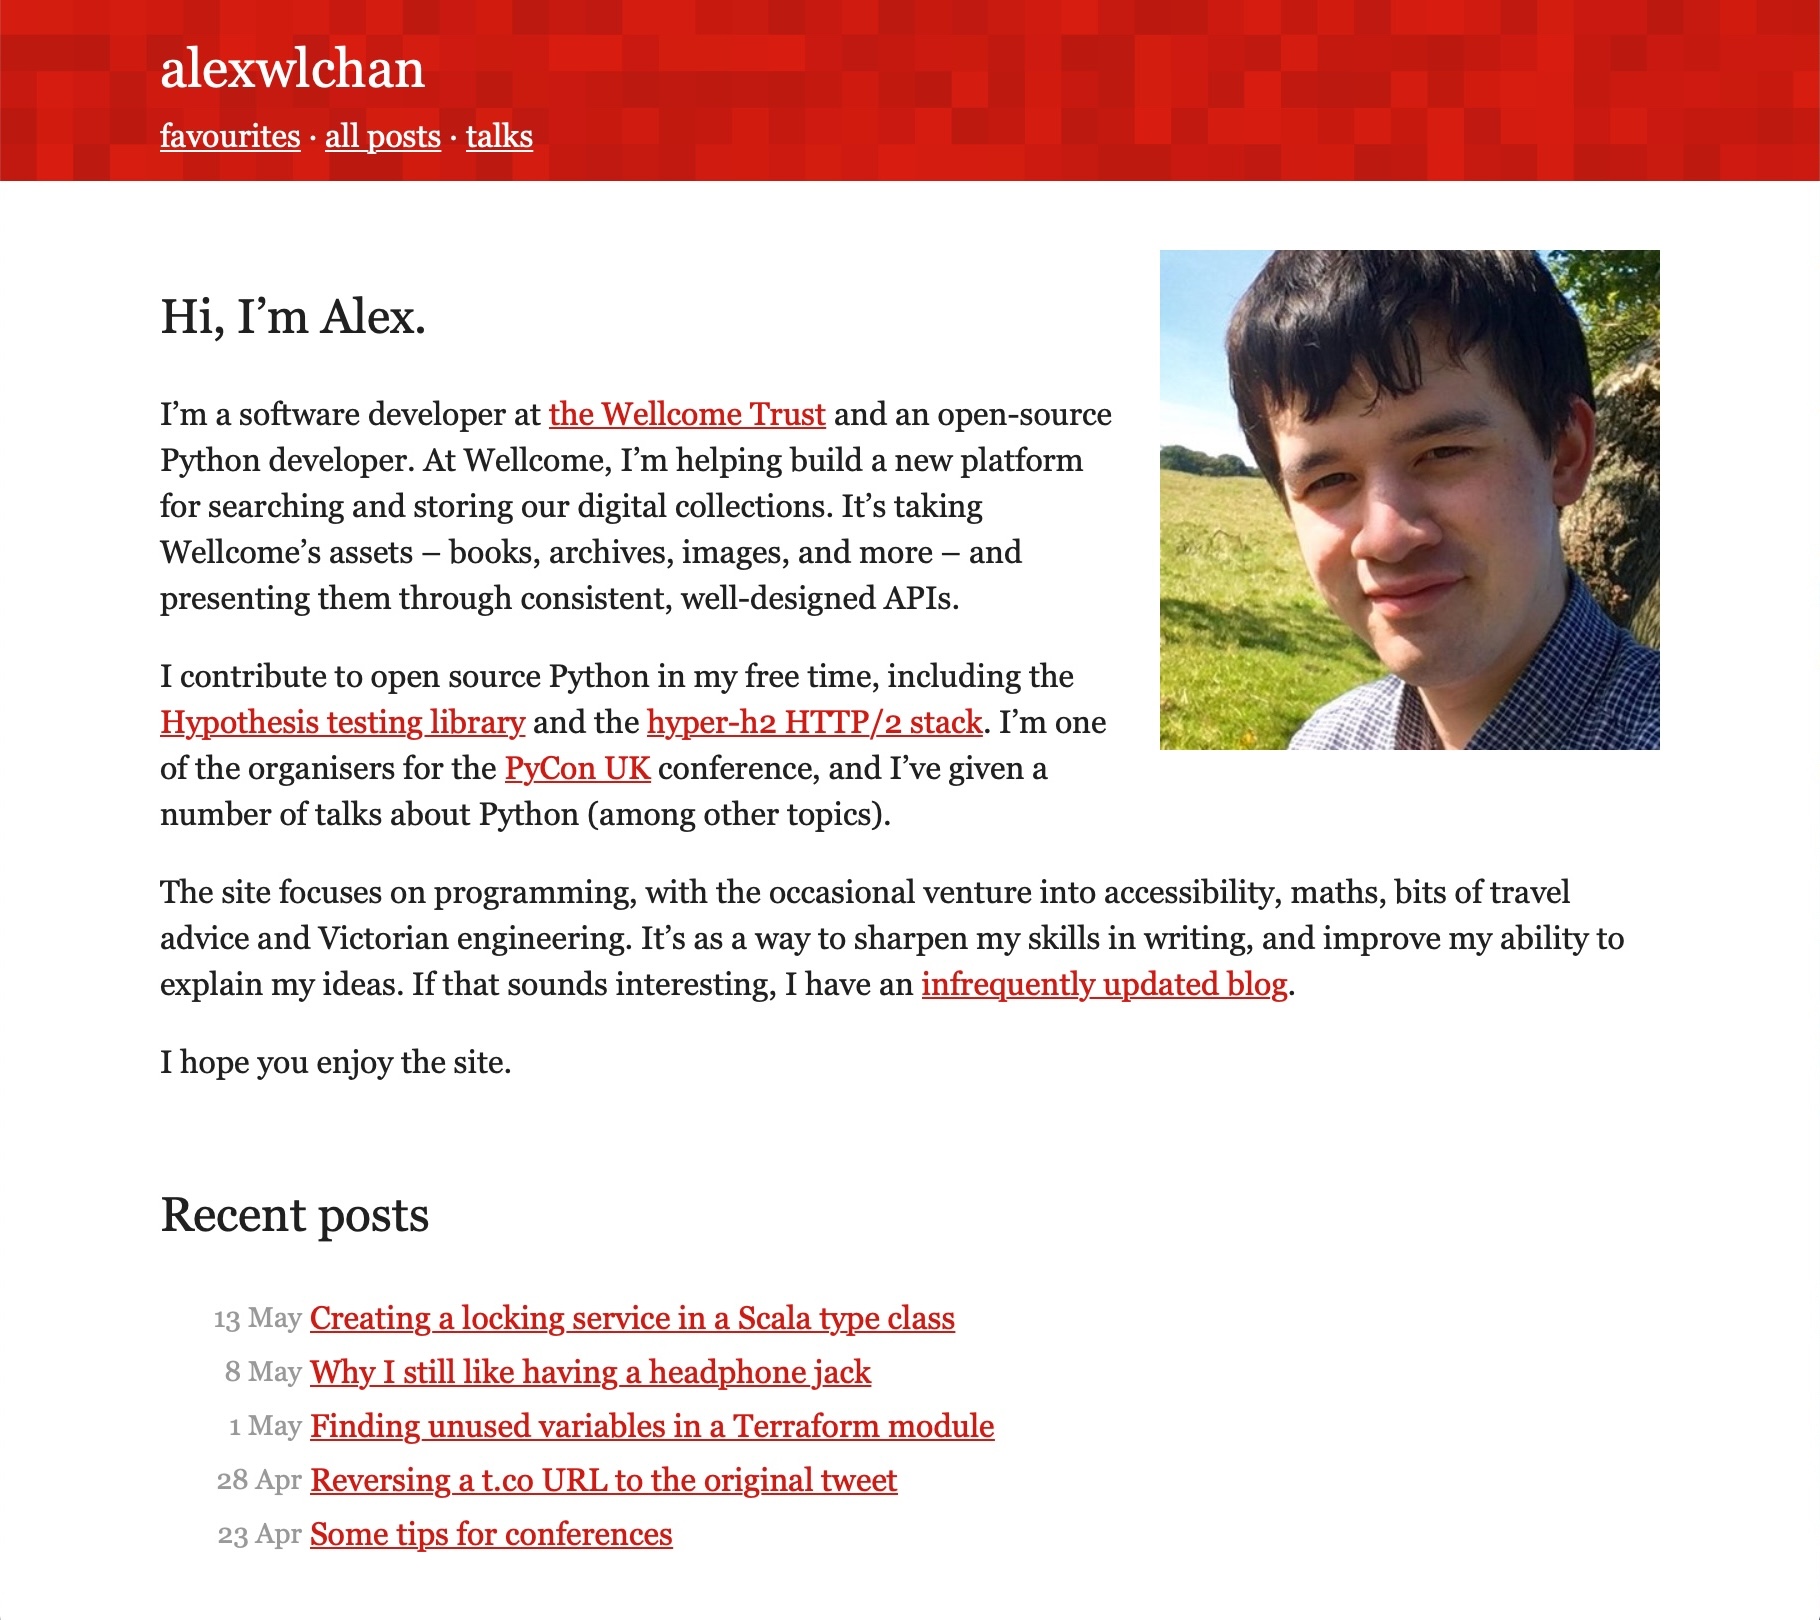 alexwlchan
favourites · all posts · talks
Hi, I’m Alex.
I’m a software developer at the Wellcome Trust and an open-source
Python developer. At Wellcome, I’m helping build a new platform
for searching and storing our digital collections. It’s taking
Wellcome’s assets – books, archives, images, and more – and
presenting them through consistent, well-designed APIs.
I contribute to open source Python in my free time, including the
Hypothesis testing library and the hyper-h2 HTTP/2 stack. I’m one
of the organisers for the PyCon UK conference, and I’ve given a
number of talks about Python (among other topics).
The site focuses on programming, with the occasional venture into accessibility, maths, bits of travel
advice and Victorian engineering. It’s as a way to sharpen my skills in writing, and improve my ability to
explain my ideas. If that sounds interesting, I have an infrequently updated blog.
I hope you enjoy the site.
Recent posts
13 May Creating a locking service in a Scala type class
8 May Why I still like having a headphone jack
1 May Finding unused variables in a Terraform module
28 Apr Reversing a t.co URL to the original tweet
23 Apr Some tips for conferences